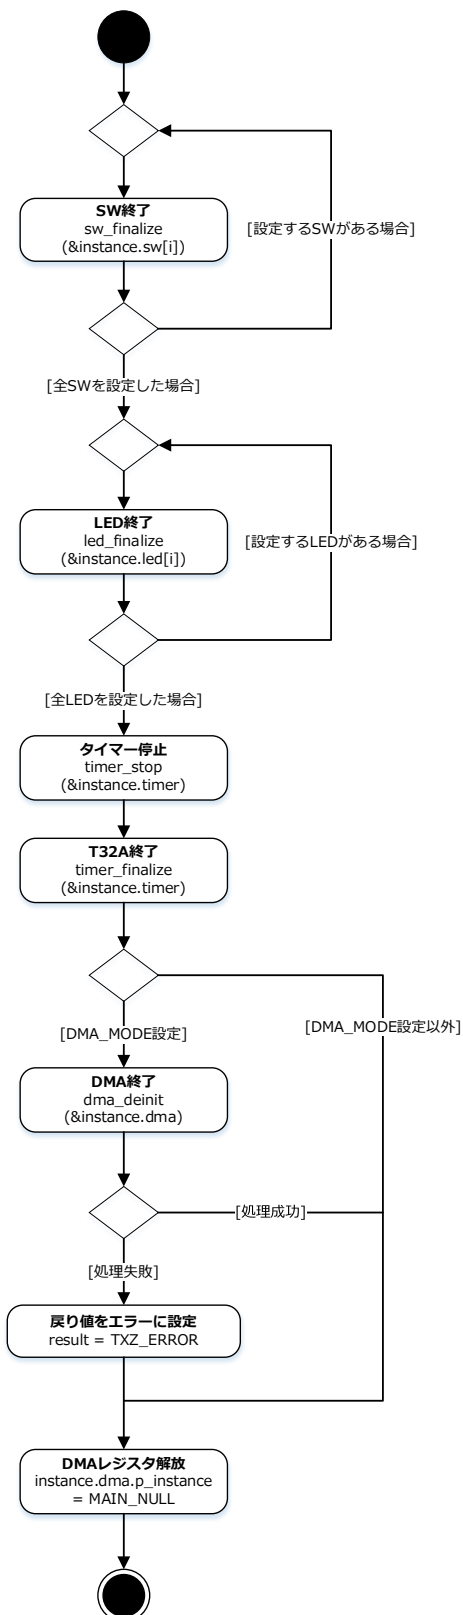 SW終了
sw_finalize
(&instance.sw[i])
[設定するSWがある場合]
[全SWを設定した場合]
LED終了
led_finalize
(&instance.led[i])
[設定するLEDがある場合]
[全LEDを設定した場合]
タイマー停止
timer_stop
(&instance.timer)
T32A終了
timer_finalize
(&instance.timer)
[DMA_MODE設定以外]
[DMA_MODE設定]
DMA終了
dma_deinit
(&instance.dma)
[処理成功]
[処理失敗]
戻り値をエラーに設定
result = TXZ_ERROR
DMAレジスタ解放
instance.dma.p_instance
= MAIN_NULL